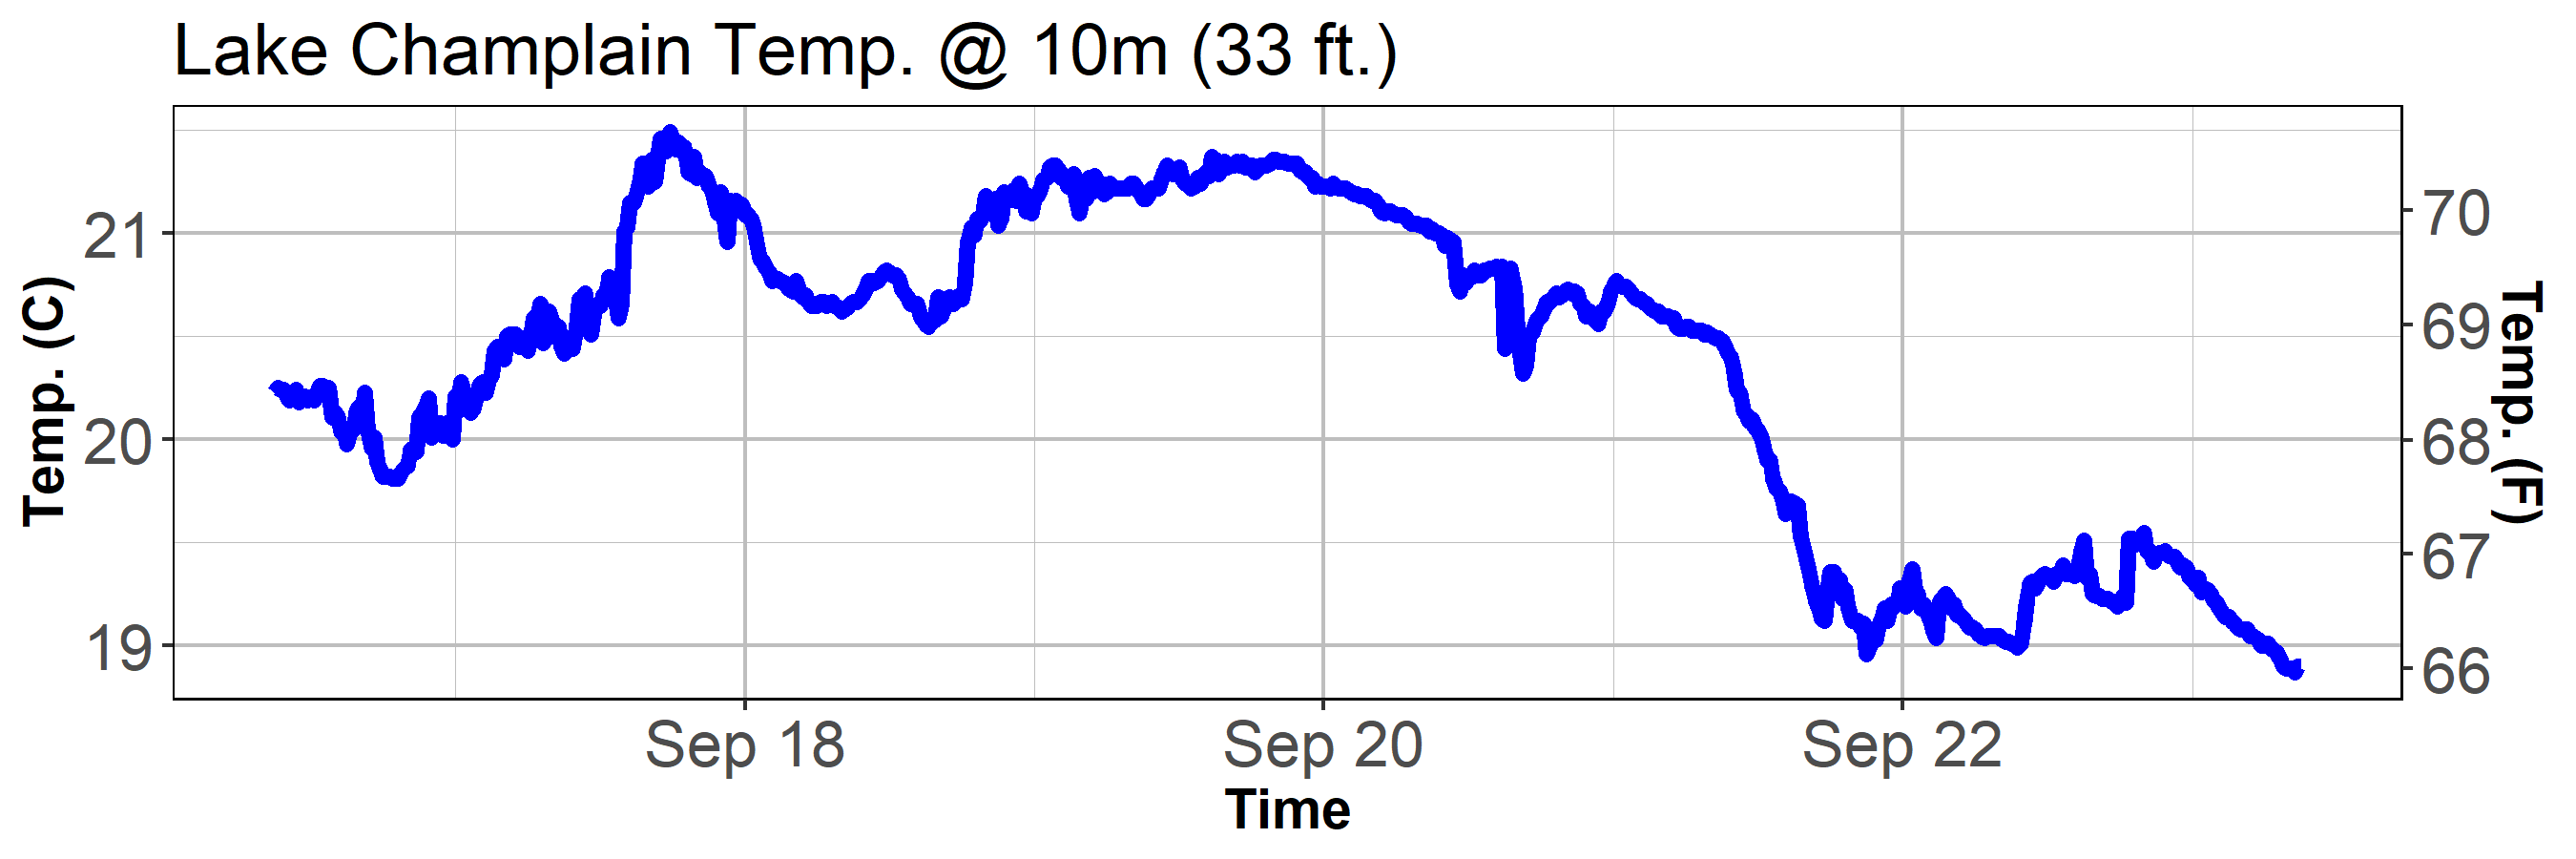 Lake Champlain Temp. @ 10m (33 ft.)
Temp. (C)
21
20
19
70
69
68
67
66
Temp. (F)
Sep 18
Sep 20
Sep 22
Time